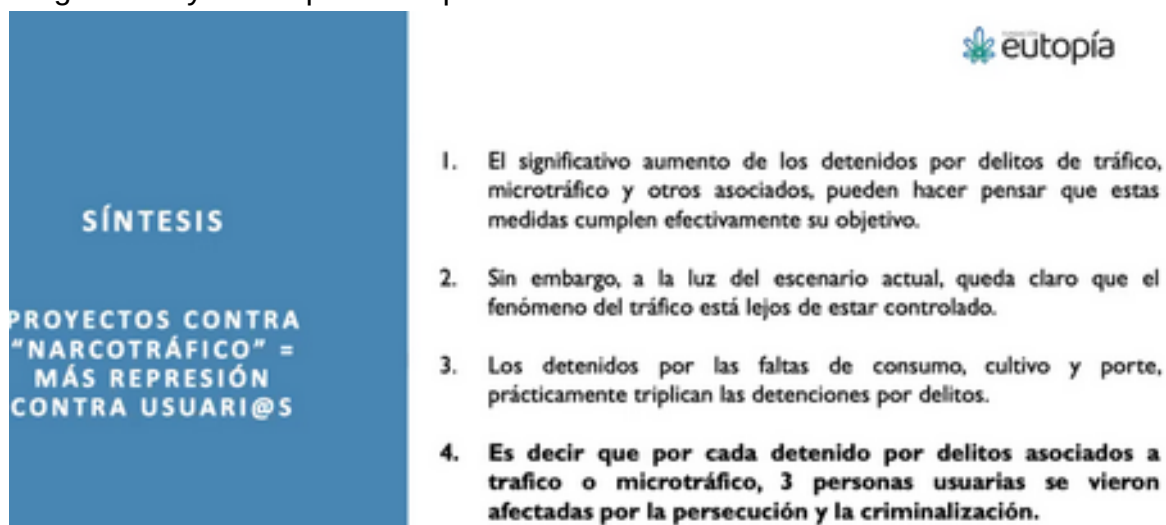 eutopía
SÍNTESIS
PROYECTOS CONTRA
"NARCOTRÁFICO" =
MÁS REPRESIÓN
CONTRA USUARI@S
1. El significativo aumento de los detenidos por delitos de tráfico,
microtráfico y otros asociados, pueden hacer pensar que estas
medidas cumplen efectivamente su objetivo.
2. Sin embargo, a la luz del escenario actual, queda claro que el
fenómeno del tráfico está lejos de estar controlado.
3. Los detenidos por las faltas de consumo, cultivo y porte,
prácticamente triplican las detenciones por delitos.
4. Es decir que por cada detenido por delitos asociados a
trafico o microtráfico, 3 personas usuarias se vieron
afectadas por la persecución y la criminalización.